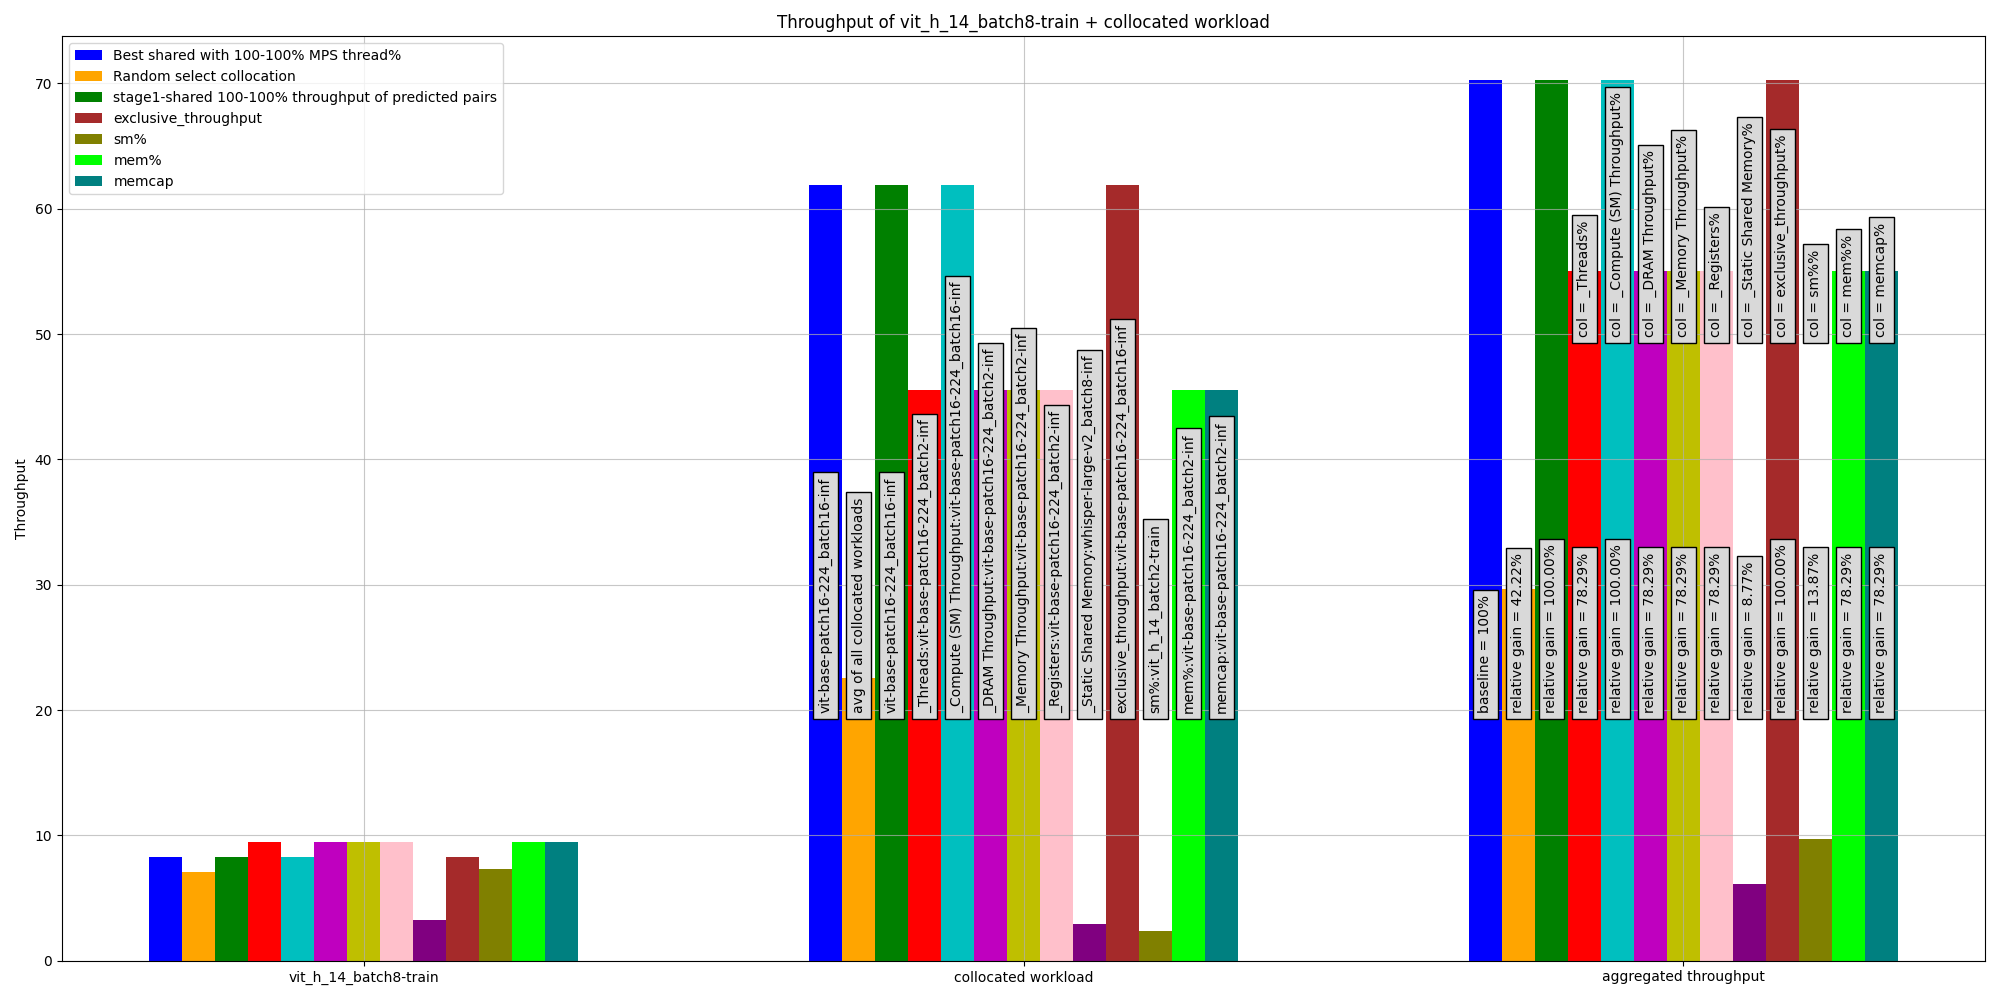 Throughput of vit_h_14_batch8-train + collocated workload
Best shared with 100-100% MPS thread%
Random select collocation
stage1-shared 100-100% throughput of predicted pairs
exclusive_throughput
sm%
mem%
memcap
Throughput
70
60
50
40
30
20
10
0
vit-base-patch16-224_batch16-inf
avg of all collocated workloads
vit-base-patch16-224_batch16-inf
_Threads:vit-base-patch16-224_batch2-inf
_Compute (SM) Throughput:vit-base-patch16-224_batch16-inf
_DRAM Throughput:vit-base-patch16-224_batch2-inf
_Memory Throughput:vit-base-patch16-224_batch2-inf
_Registers:vit-base-patch16-224_batch2-inf
_Static Shared Memory:whisper-large-v2_batch8-inf
exclusive_throughput:vit-base-patch16-224_batch16-inf
sm%:vit_h_14_batch2-train
mem%:vit-base-patch16-224_batch2-inf
memcap:vit-base-patch16-224_batch2-inf
col = _Threads%
col = _Compute (SM) Throughput%
col = _DRAM Throughput%
col = _Memory Throughput%
col = _Registers%
col = _Static Shared Memory%
col = exclusive_throughput%
col = sm%%
col = mem%%
col = memcap%
baseline = 100%
relative gain = 42.22%
relative gain = 100.00%
relative gain = 78.29%
relative gain = 100.00%
relative gain = 78.29%
relative gain = 78.29%
relative gain = 78.29%
relative gain = 8.77%
relative gain = 100.00%
relative gain = 13.87%
relative gain = 78.29%
relative gain = 78.29%
vit_h_14_batch8-train
collocated workload
aggregated throughput